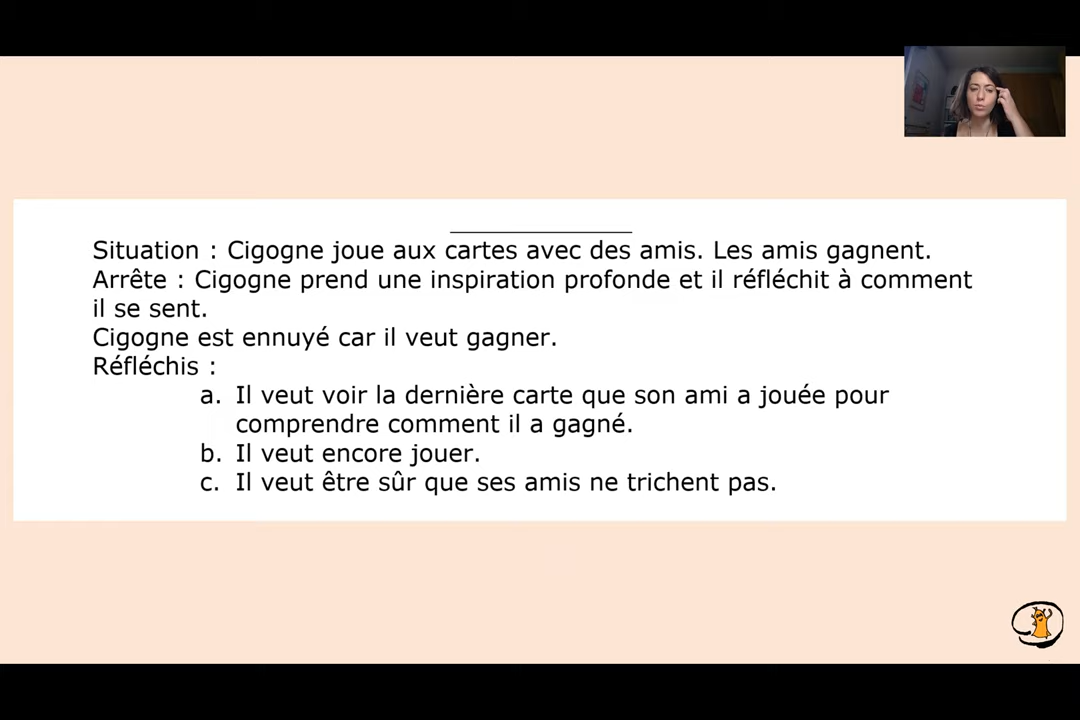 Situation : Cigogne joue aux cartes avec des amis. Les amis gagnent.
Arrête : Cigogne prend une inspiration profonde et il réfléchit à comment
il se sent.
Cigogne est ennuyé car il veut gagner.
Réfléchis :
a. Il veut voir la dernière carte que son ami a jouée pour
comprendre comment il a gagné.
b. Il veut encore jouer.
c. Il veut être sûr que ses amis ne trichent pas.